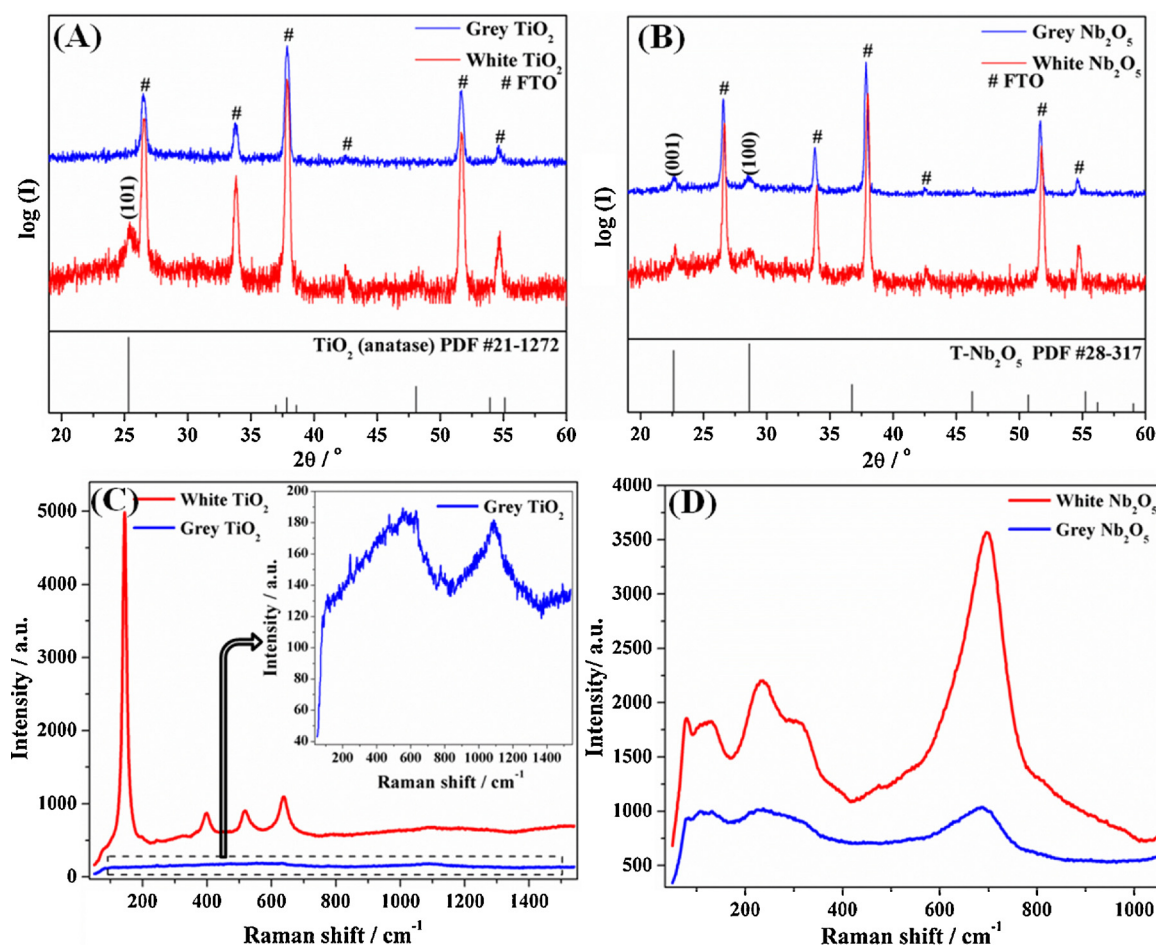 (A)
Grey TiO2
White TiO2
# FTO
#
#
#
#
#
#
(101)
log (I)
TiO2 (anatase) PDF #21-1272
20 25 30 35 40 45 50 55 60
2θ / °
(B)
Grey Nb2O5
White Nb2O5
# FTO
#
#
#
#
#
#
(001)
(100)
log (I)
T-Nb2O5 PDF #28-317
20 25 30 35 40 45 50 55 60
2θ / °
(C)
White TiO2
Grey TiO2
5000
4000
3000
2000
1000
0
Intensity / a.u.
200 400 600 800 1000 1200 1400
Raman shift / cm-1
Grey TiO2
200
180
160
140
120
100
80
60
40
Intensity / a.u.
200 400 600 800 1000 1200 1400
Raman shift / cm-1
(D)
White Nb2O5
Grey Nb2O5
4000
3500
3000
2500
2000
1500
1000
500
Intensity/ a.u.
200 400 600 800 1000
Raman shift / cm-1